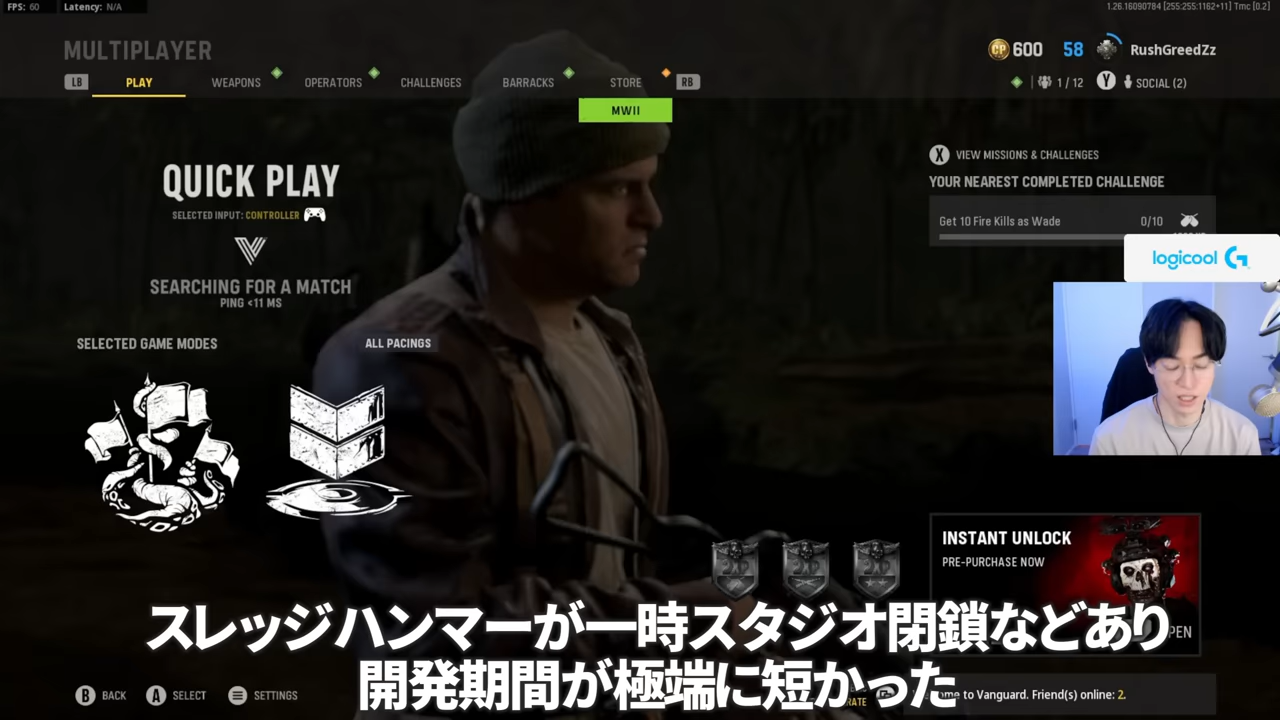 FPS: 60 Latency: N/A
1.26.16090784 [255:255:1162+11] Tmc [0.2]
MULTIPLAYER
CP 600 58 RushGreedZz
LB PLAY WEAPONS OPERATORS CHALLENGES BARRACKS STORE RB
1 / 12 Y SOCIAL (2)
MWII
X VIEW MISSIONS & CHALLENGES
QUICK PLAY
YOUR NEAREST COMPLETED CHALLENGE
SELECTED INPUT: CONTROLLER
Get 10 Fire Kills as Wade 0/10
logicool G
SEARCHING FOR A MATCH
PING <11 MS
SELECTED GAME MODES ALL PACINGS
INSTANT UNLOCK
PRE-PURCHASE NOW
スレッジハンマーが一時スタジオ閉鎖などあり
PEN
開発期間が極端に短かった
B BACK A SELECT SETTINGS
ome to Vanguard. Friend(s) online: 2.